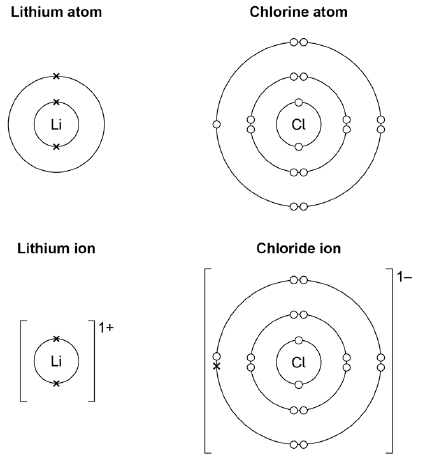 Lithium atom
Chlorine atom
Li
Cl
Lithium ion
Chloride ion
Li
1+
Cl
1–